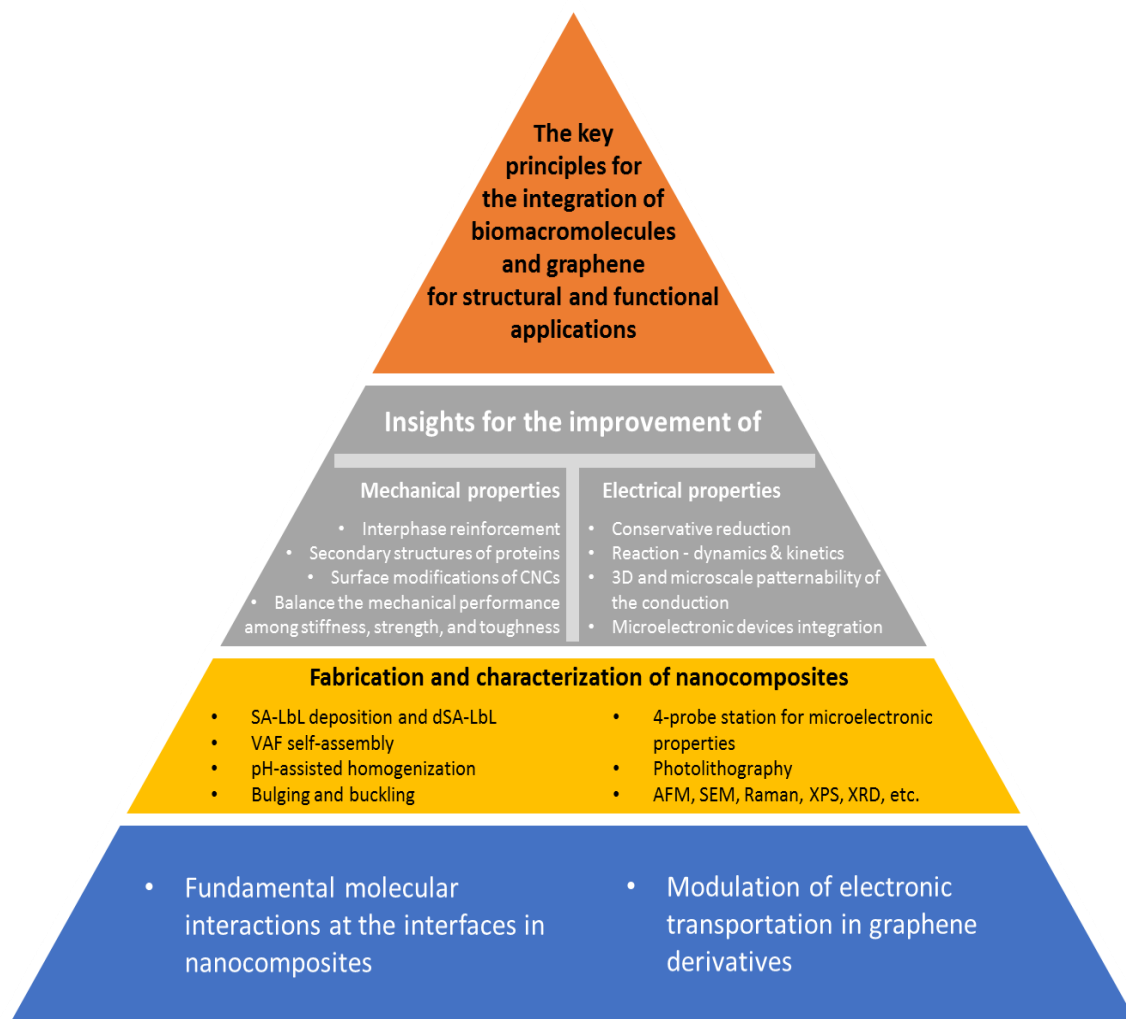 The key
principles for
the integration of
biomacromolecules
and graphene
for structural and functional
applications
Insights for the improvement of
Mechanical properties
• Interphase reinforcement
• Secondary structures of proteins
• Surface modifications of CNCs
• Balance the mechanical performance
among stiffness, strength, and toughness
Electrical properties
• Conservative reduction
• Reaction - dynamics & kinetics
• 3D and microscale patternability of
the conduction
• Microelectronic devices integration
Fabrication and characterization of nanocomposites
• SA-LbL deposition and dSA-LbL
• VAF self-assembly
• pH-assisted homogenization
• Bulging and buckling
• 4-probe station for microelectronic
properties
• Photolithography
• AFM, SEM, Raman, XPS, XRD, etc.
• Fundamental molecular
interactions at the interfaces in
nanocomposites
• Modulation of electronic
transportation in graphene
derivatives